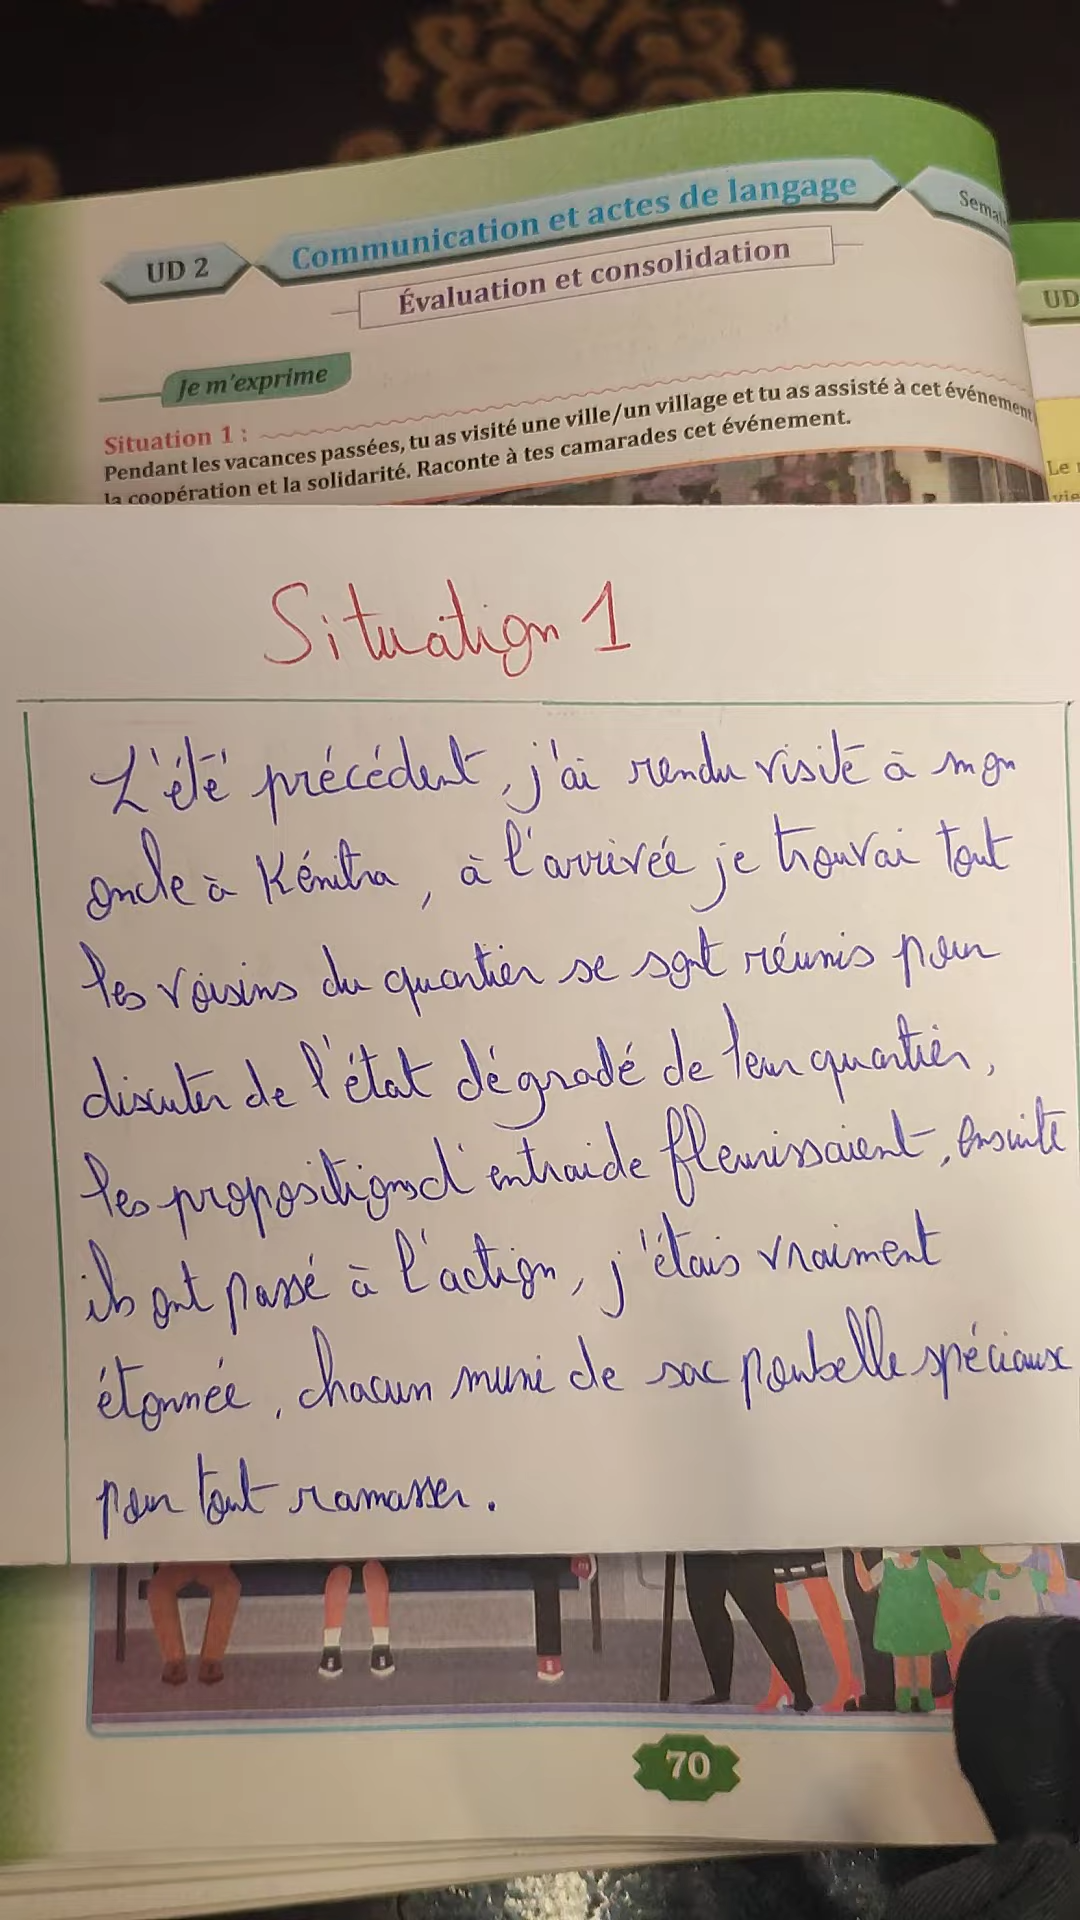 UD 2
Communication et actes de langage
Semai
Évaluation et consolidation
UD
Je m'exprime
Situation 1 :
Pendant les vacances passées, tu as visité une ville/un village et tu as assisté à cet événement
la coopération et la solidarité. Raconte à tes camarades cet événement.
Le
vie
Situation 1
L'été précédent, j'ai rendu visite à mon
oncle à Kénitra, à l'arrivée je trouvai tout
les voisins du quartier se sont réunis pour
discuter de l'état dégradé de leur quartier,
les propositions d'entraide fleurissaient, ensuite
ils ont passé à l'action, j'étais vraiment
étonnée, chacun muni de sac poubelle spéciaux
pour tout ramasser.
70